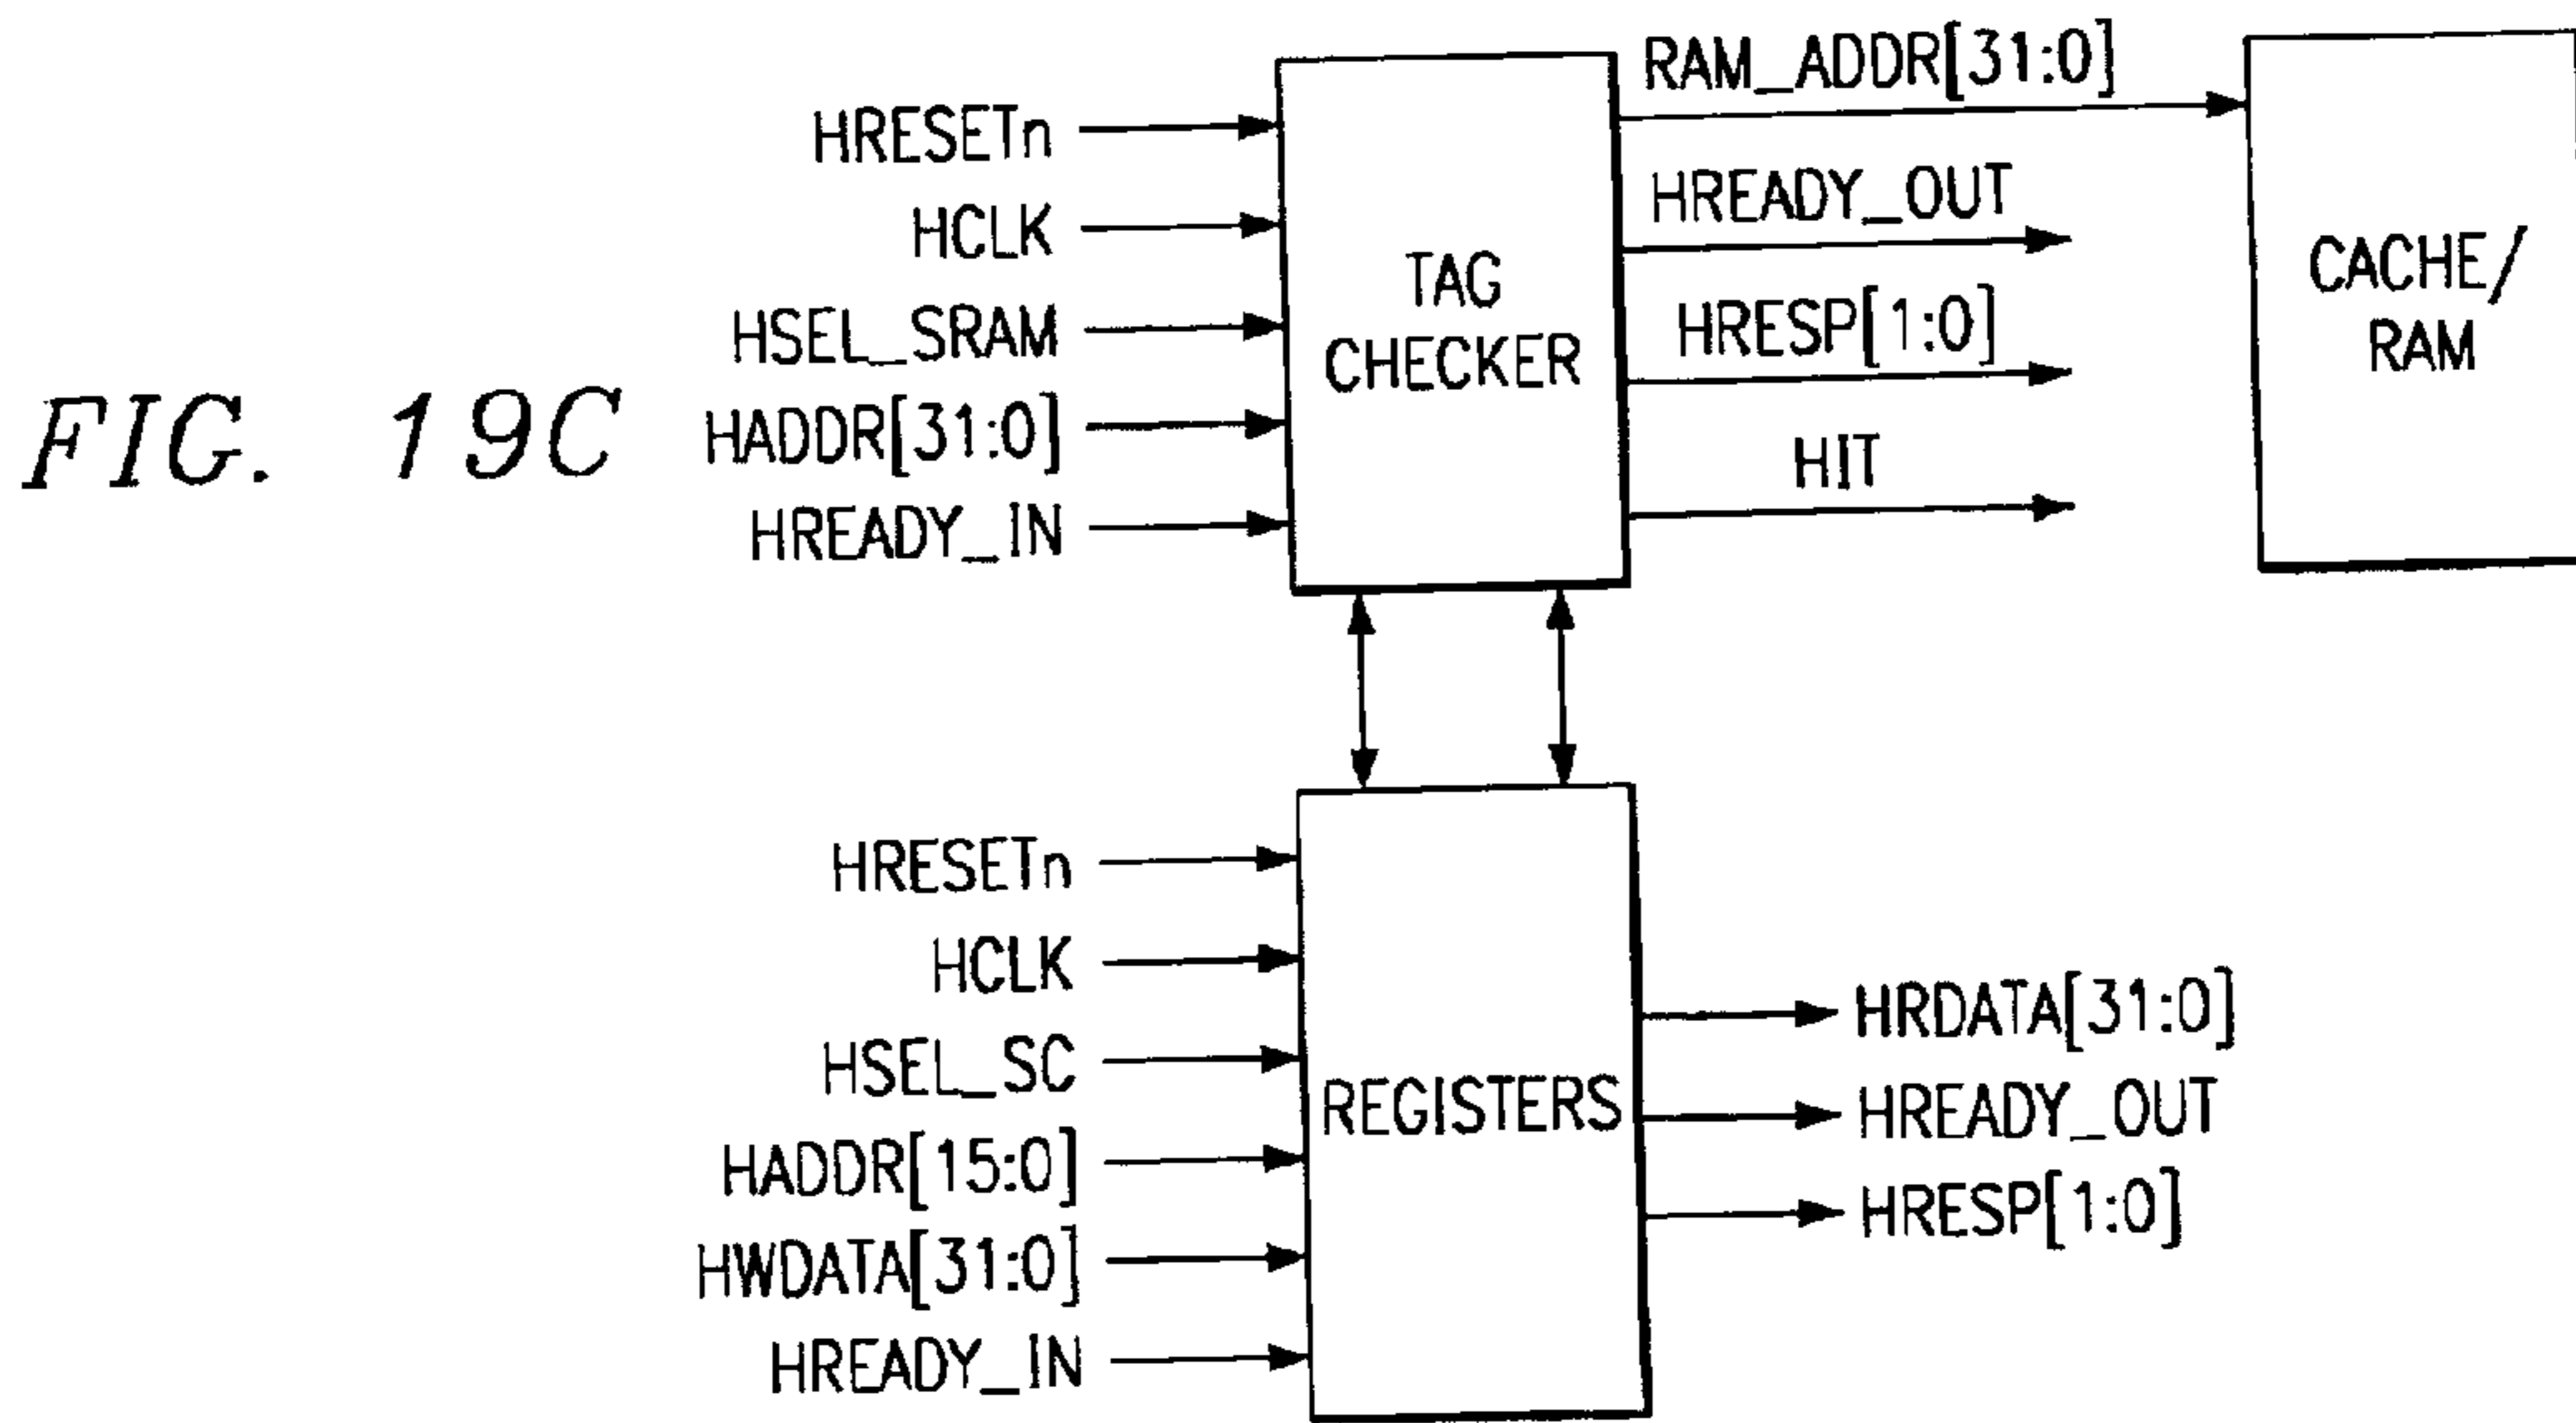 FIG. 19C
HRESETn
HCLK
HSEL_SRAM
HADDR[31:0]
HREADY_IN
TAG
CHECKER
RAM_ADDR[31:0]
HREADY_OUT
HRESP[1:0]
HIT
CACHE/
RAM
HRESETn
HCLK
HSEL_SC
HADDR[15:0]
HWDATA[31:0]
HREADY_IN
REGISTERS
HRDATA[31:0]
HREADY_OUT
HRESP[1:0]